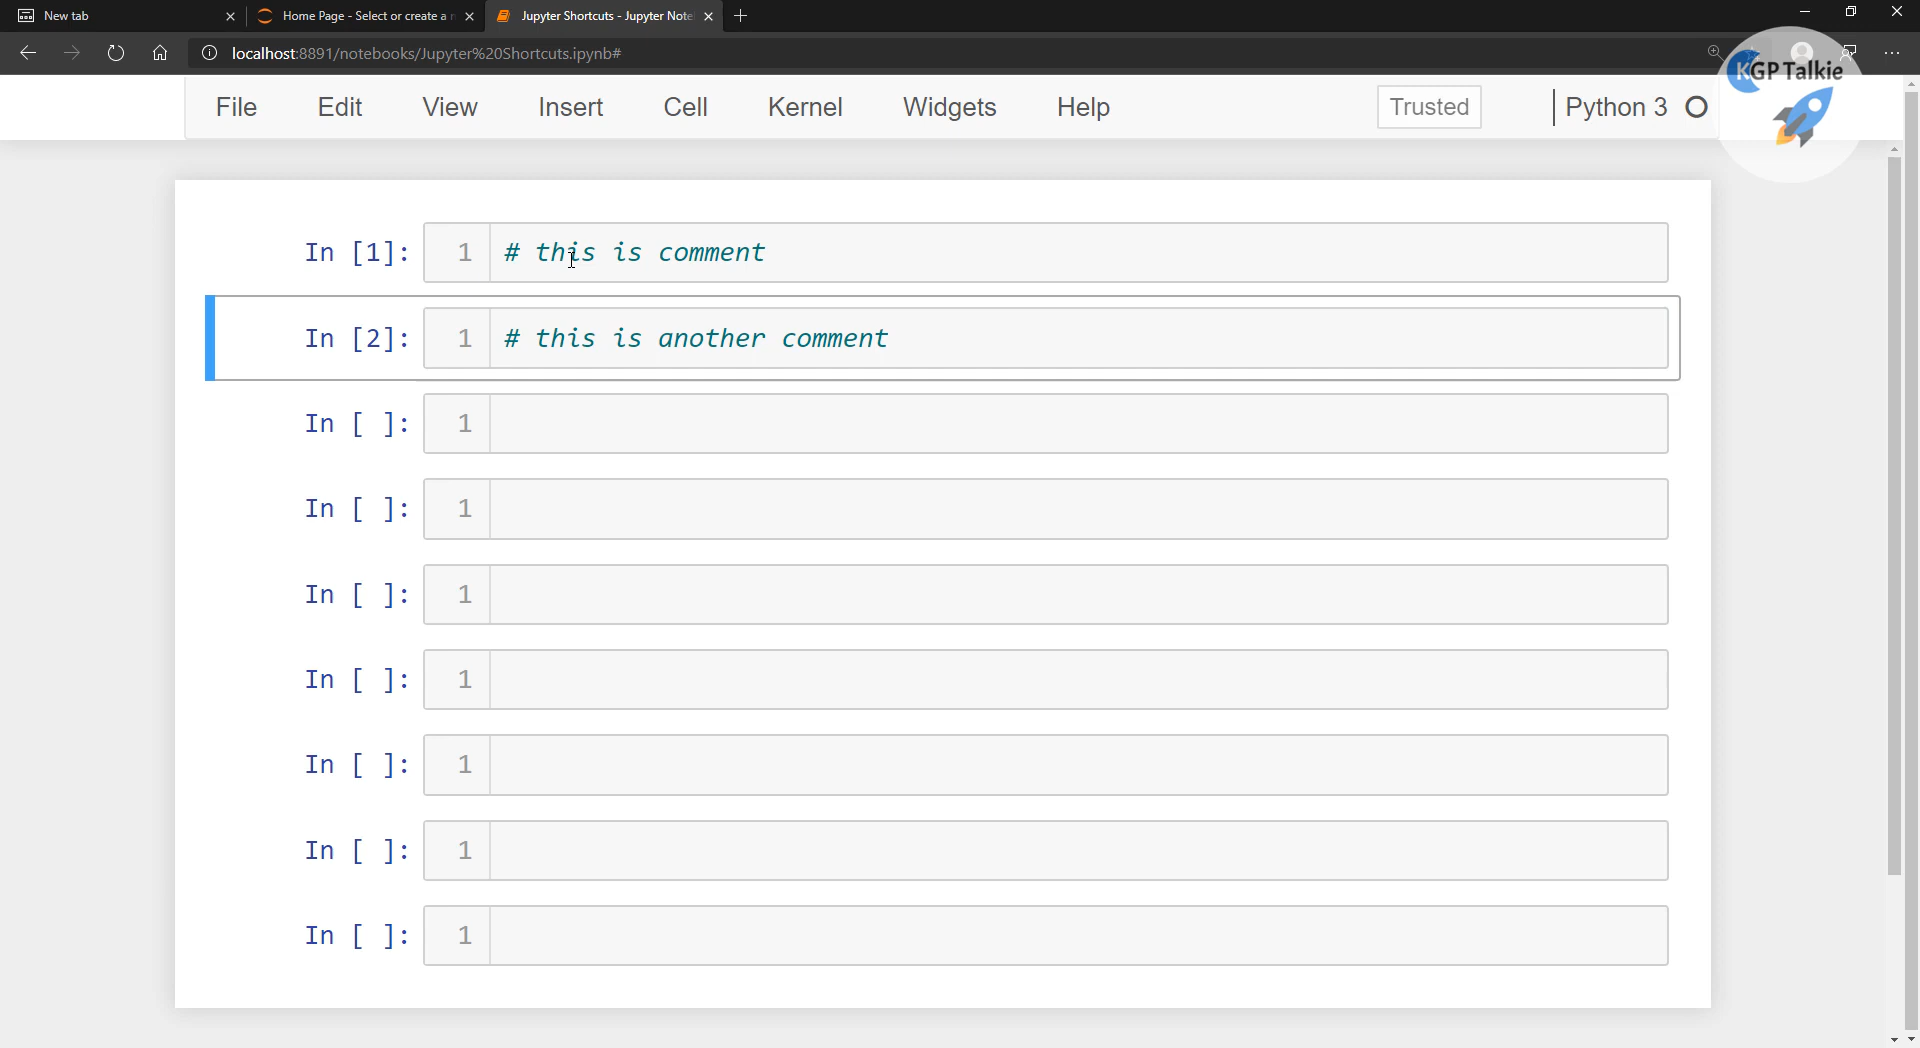 New tab
Home Page - Select or create a
Jupyter Shortcuts - Jupyter Note
localhost:8891/notebooks/Jupyter%20Shortcuts.ipynb#
KGP Talkie
File Edit View Insert Cell Kernel Widgets Help Trusted Python 3
In [1]: 1 # this is comment
In [2]: 1 # this is another comment
In [ ]: 1
In [ ]: 1
In [ ]: 1
In [ ]: 1
In [ ]: 1
In [ ]: 1
In [ ]: 1